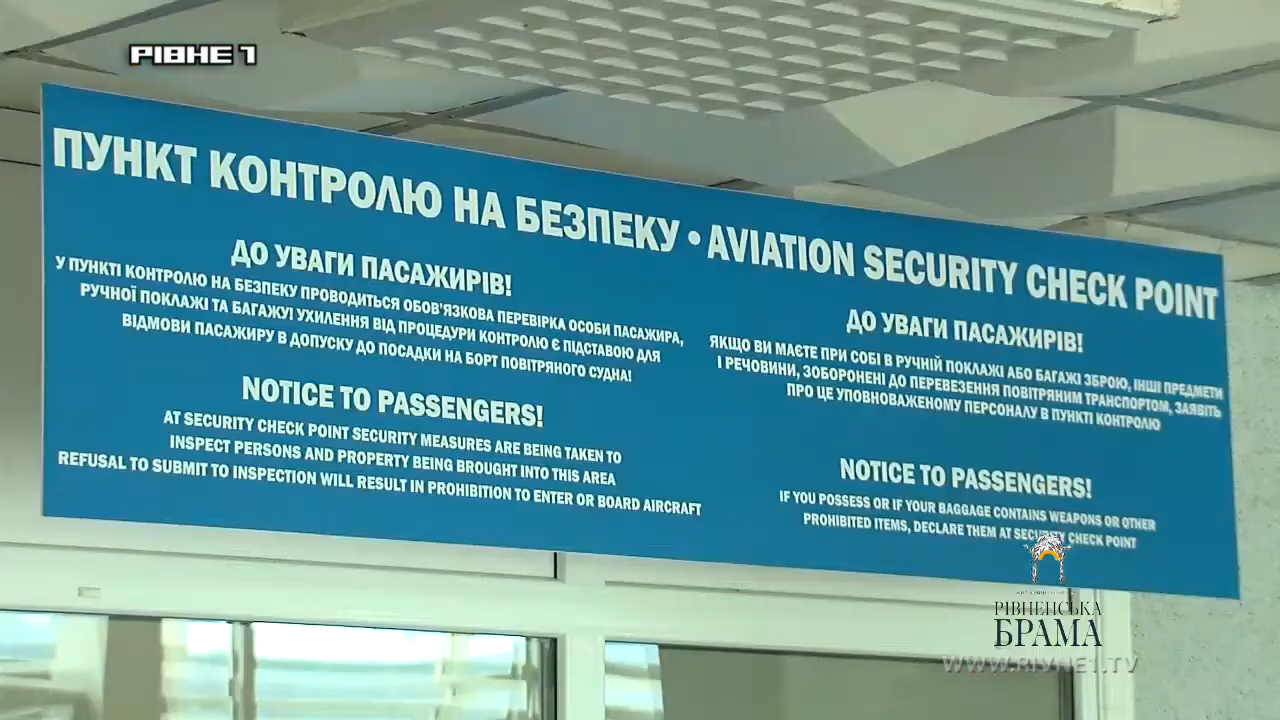 РІВНЕ 1
ПУНКТ КОНТРОЛЮ НА БЕЗПЕКУ • AVIATION SECURITY CHECK POINT
ДО УВАГИ ПАСАЖИРІВ!
У ПУНКТІ КОНТРОЛЮ НА БЕЗПЕКУ ПРОВОДИТЬСЯ ОБОВ'ЯЗКОВА ПЕРЕВІРКА ОСОБИ ПАСАЖИРА,
РУЧНОЇ ПОКЛАЖІ ТА БАГАЖУ! УХИЛЕННЯ ВІД ПРОЦЕДУРИ КОНТРОЛЮ Є ПІДСТАВОЮ ДЛЯ
ВІДМОВИ ПАСАЖИРУ В ДОПУСКУ ДО ПОСАДКИ НА БОРТ ПОВІТРЯНОГО СУДНА!
NOTICE TO PASSENGERS!
AT SECURITY CHECK POINT SECURITY MEASURES ARE BEING TAKEN TO
INSPECT PERSONS AND PROPERTY BEING BROUGHT INTO THIS AREA
REFUSAL TO SUBMIT TO INSPECTION WILL RESULT IN PROHIBITION TO ENTER OR BOARD AIRCRAFT
ДО УВАГИ ПАСАЖИРІВ!
ЯКЩО ВИ МАЄТЕ ПРИ СОБІ В РУЧНІЙ ПОКЛАЖІ АБО БАГАЖІ ЗБРОЮ, ІНШІ ПРЕДМЕТИ
І РЕЧОВИНИ, ЗОБОРОНЕНІ ДО ПЕРЕВЕЗЕННЯ ПОВІТРЯНИМ ТРАНСПОРТОМ, ЗАЯВІТЬ
ПРО ЦЕ УПОВНОВАЖЕНОМУ ПЕРСОНАЛУ В ПУНКТІ КОНТРОЛЮ
NOTICE TO PASSENGERS!
IF YOU POSSESS OR IF YOUR BAGGAGE CONTAINS WEAPONS OR OTHER
PROHIBITED ITEMS, DECLARE THEM AT SECURITY CHECK POINT
РІВНЕНСЬКА
БРАМА
WWW.RIVNE1.TV